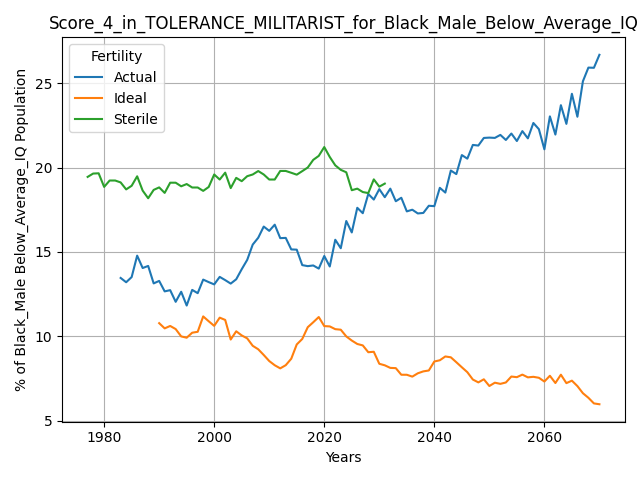 Score_4_in_TOLERANCE_MILITARIST_for_Black_Male_Below_Average_IQ
Fertility
Actual
Ideal
Sterile
% of Black_Male Below_Average_IQ Population
25
20
15
10
5
1980
2000
2020
2040
2060
Years